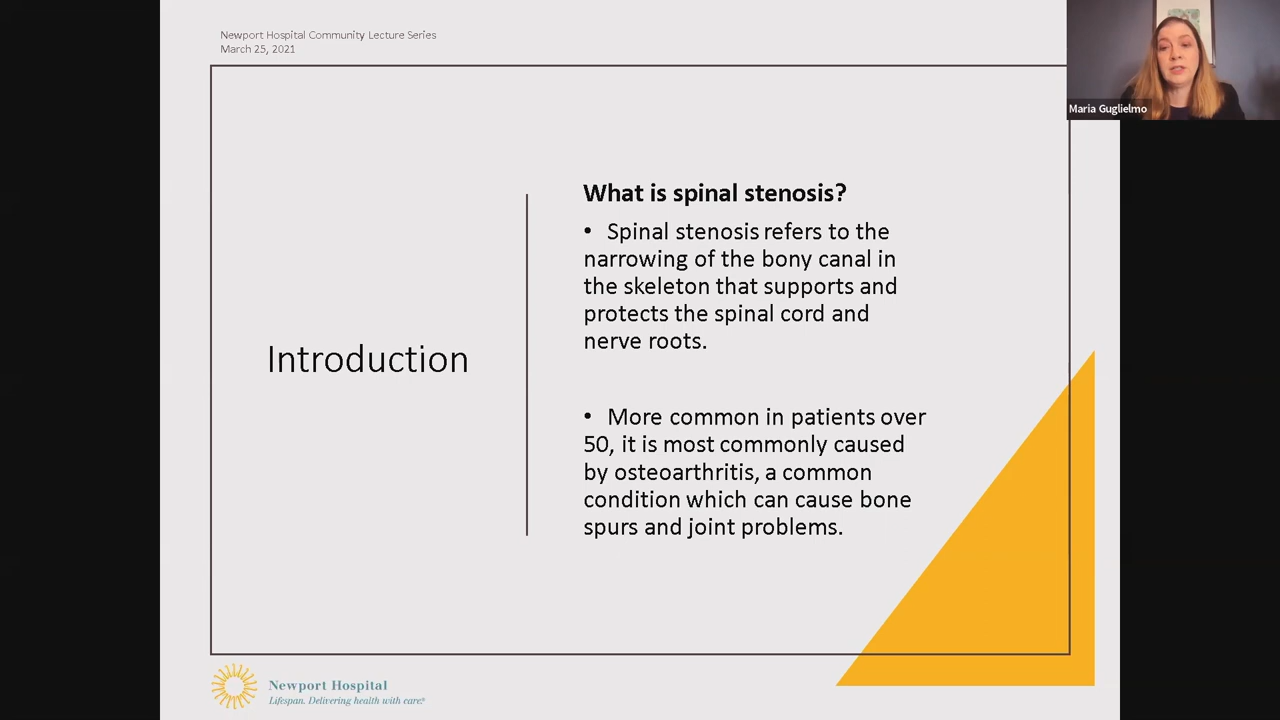 Newport Hospital Community Lecture Series
March 25, 2021
Maria Guglielmo
What is spinal stenosis?
• Spinal stenosis refers to the
narrowing of the bony canal in
the skeleton that supports and
protects the spinal cord and
nerve roots.
Introduction
• More common in patients over
50, it is most commonly caused
by osteoarthritis, a common
condition which can cause bone
spurs and joint problems.
Newport Hospital
Lifespan. Delivering health with care.®